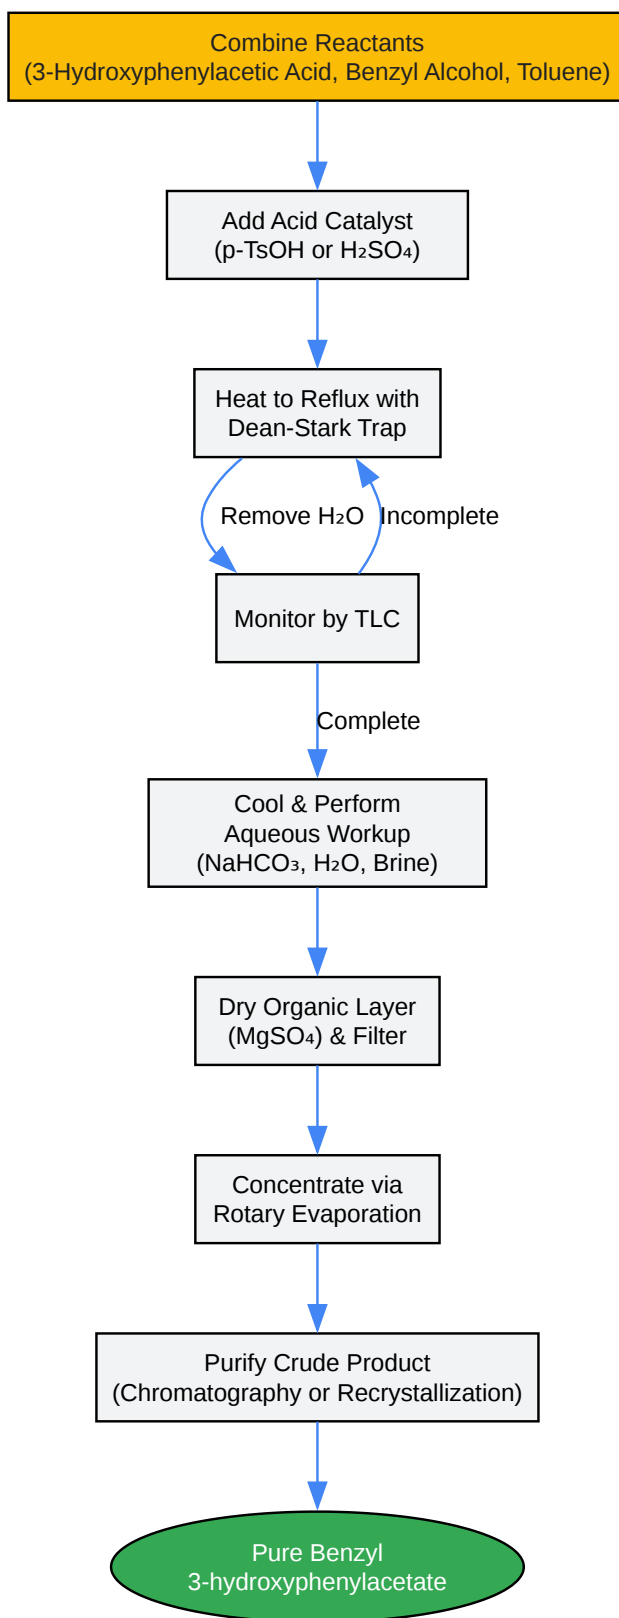 Combine Reactants
(3-Hydroxyphenylacetic Acid, Benzyl Alcohol, Toluene)
Add Acid Catalyst
(p-TsOH or H₂SO₄)
Heat to Reflux with
Dean-Stark Trap
Remove H₂O
Incomplete
Monitor by TLC
Complete
Cool & Perform
Aqueous Workup
(NaHCO₃, H₂O, Brine)
Dry Organic Layer
(MgSO₄) & Filter
Concentrate via
Rotary Evaporation
Purify Crude Product
(Chromatography or Recrystallization)
Pure Benzyl
3-hydroxyphenylacetate